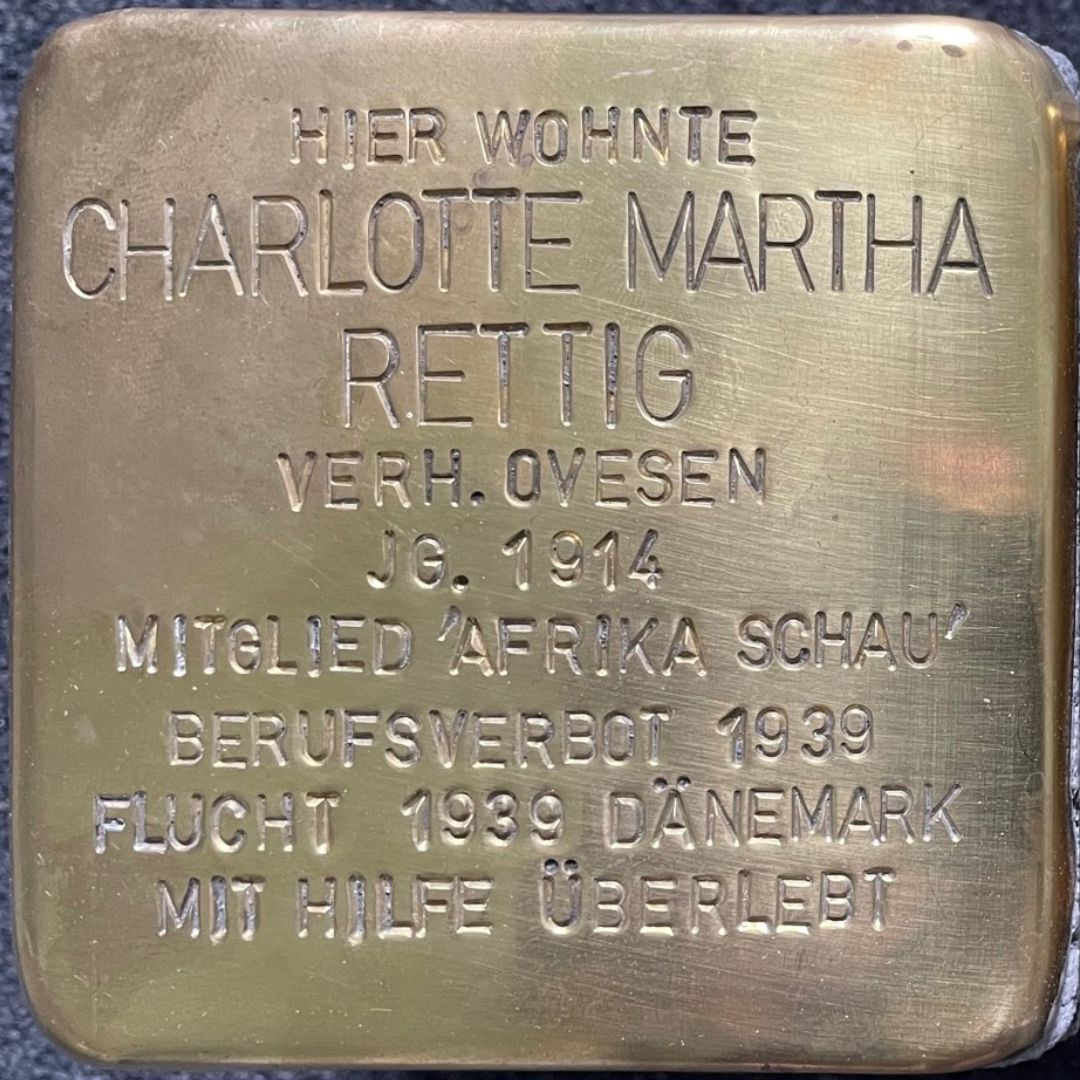 HIER WOHNTE
CHARLOTTE MARTHA
RETTIG
VERH. OVESEN
JG. 1914
MITGLIED 'AFRIKA SCHAU'
BERUFSVERBOT 1939
FLUCHT 1939 DÄNEMARK
MIT HILFE ÜBERLEBT